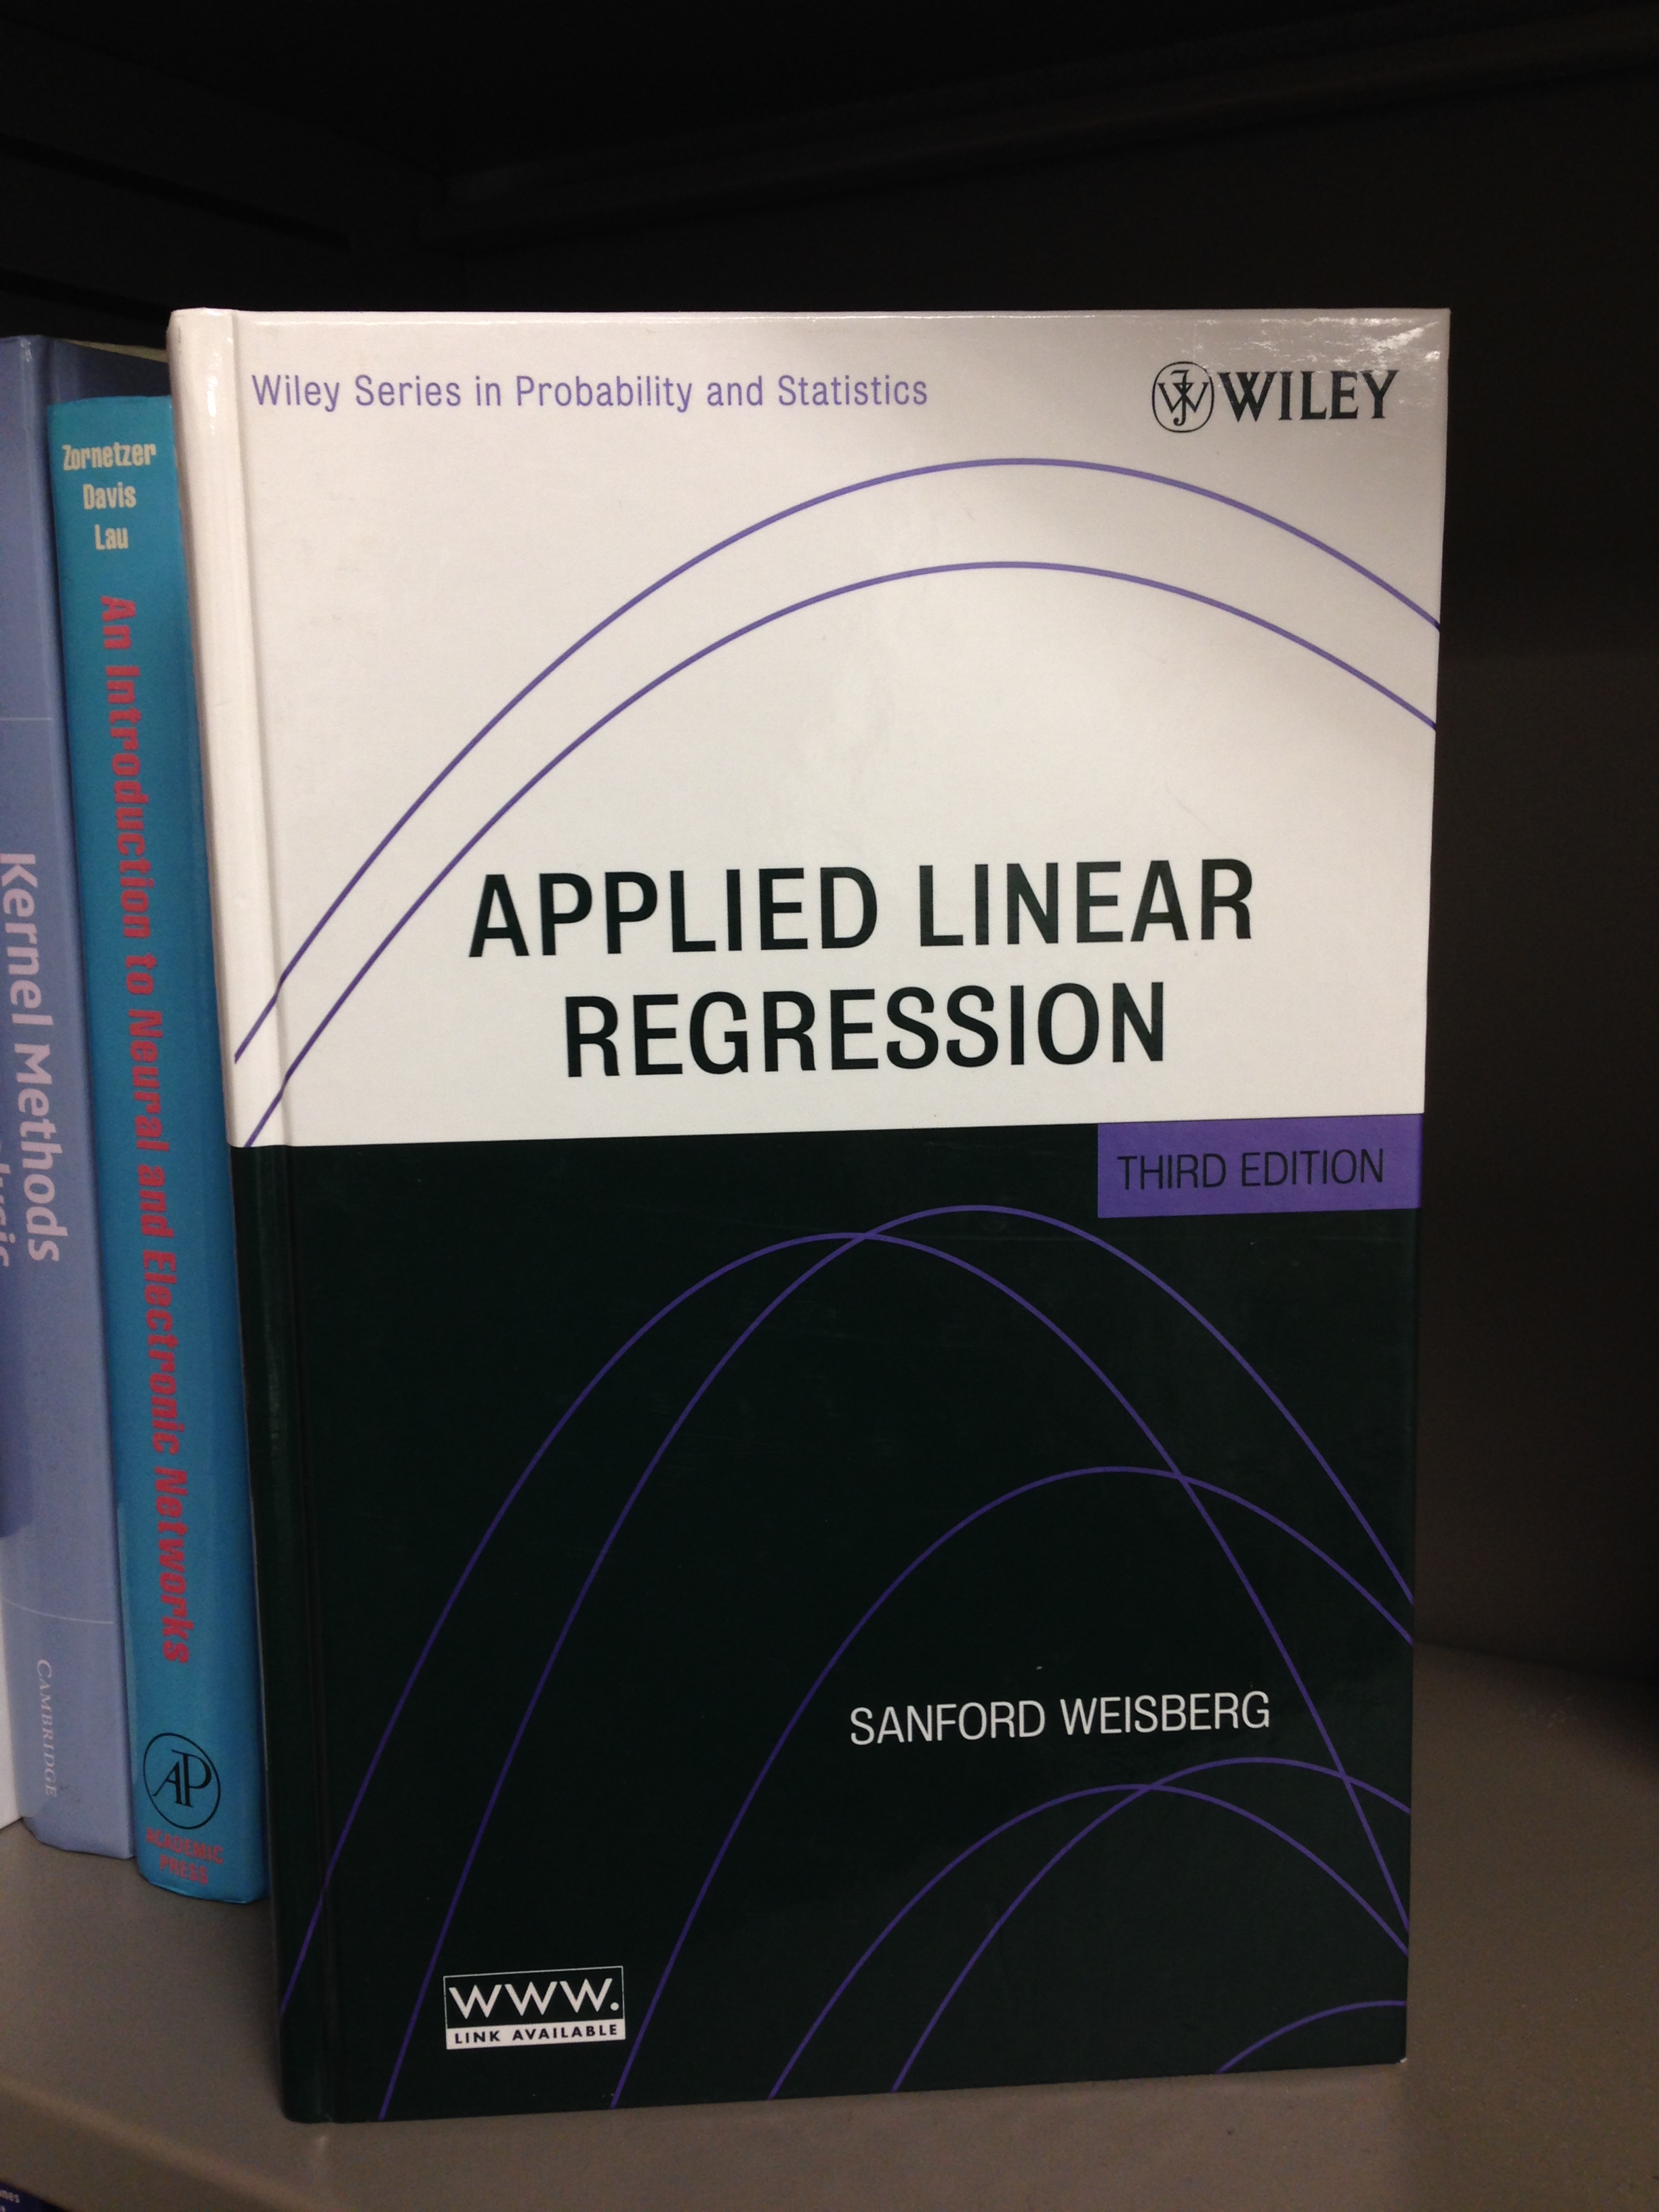 Wiley Series in Probability and Statistics
WILEY
APPLIED LINEAR
REGRESSION
THIRD EDITION
SANFORD WEISBERG
WWW.
LINK AVAILABLE
Zornetzer
Davis
Lau
An Introduction to Neural and Electronic Networks
AP
ACADEMIC
PRESS
Kernel Methods
CAMBRIDGE